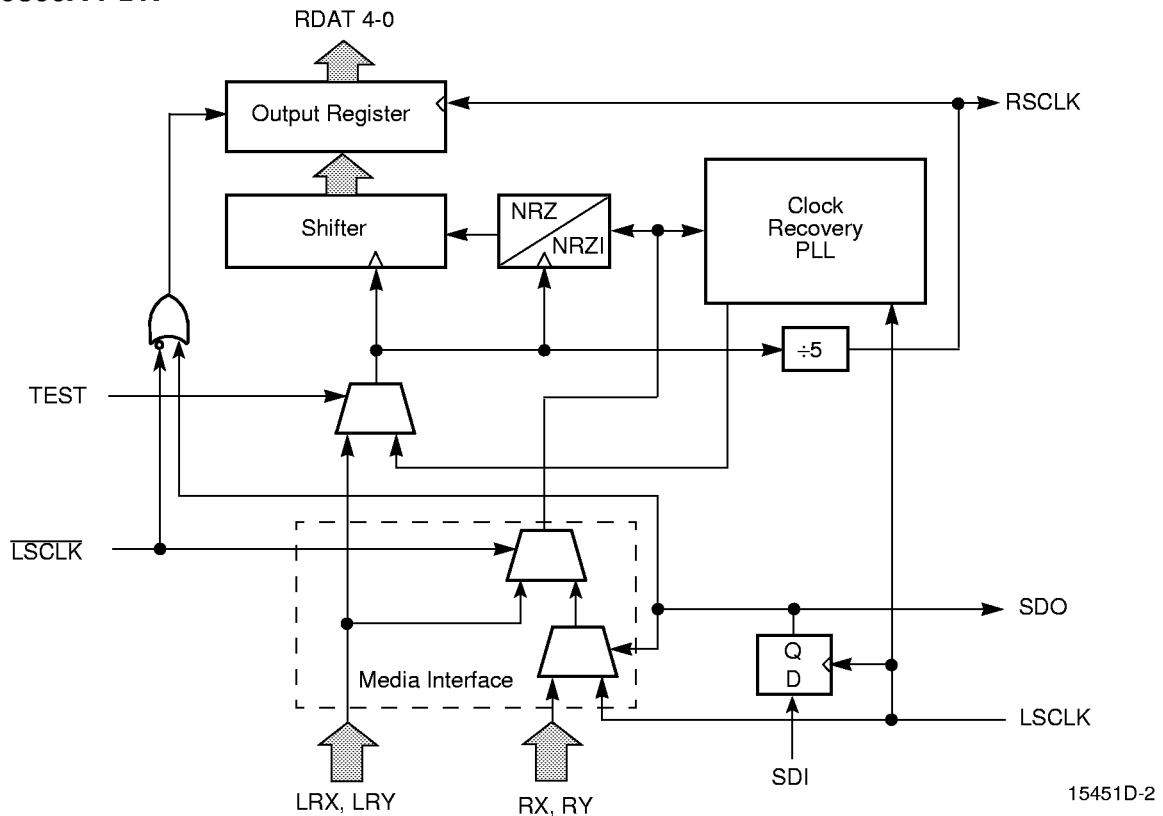 RDAT 4-0
Output Register
RSCLK
Shifter
NRZ
NRZI
Clock
Recovery
PLL
÷5
TEST
LSCLK
SDO
Q
D
Media Interface
LSCLK
SDI
LRX, LRY
RX, RY
15451D-2